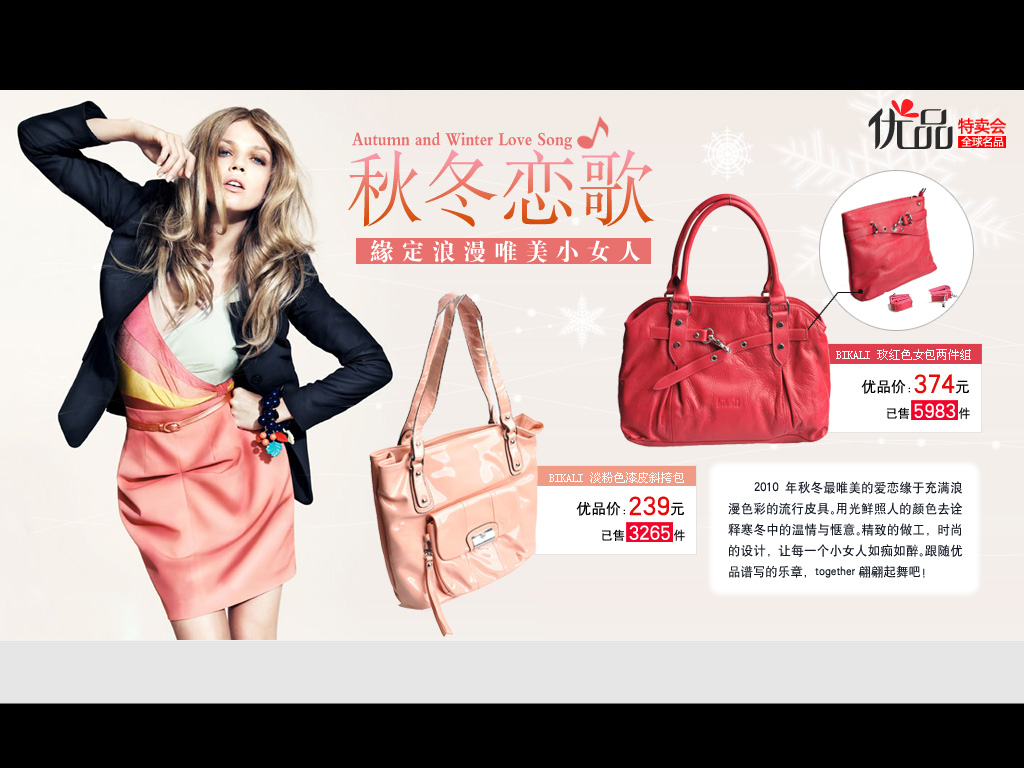 优品
特卖会
全球名品
Autumn and Winter Love Song
秋冬恋歌
緣定浪漫唯美小女人
BIKALI 玫红色女包两件组
优品价:374元
已售5983件
BIKALI 淡粉色漆皮斜挎包
优品价:239元
已售3265件
2010 年秋冬最唯美的爱恋缘于充满浪
漫色彩的流行皮具。用光鲜照人的颜色去诠
释寒冬中的温情与惬意。精致的做工，时尚
的设计，让每一个小女人如痴如醉。跟随优
品谱写的乐章，together 翩翩起舞吧！